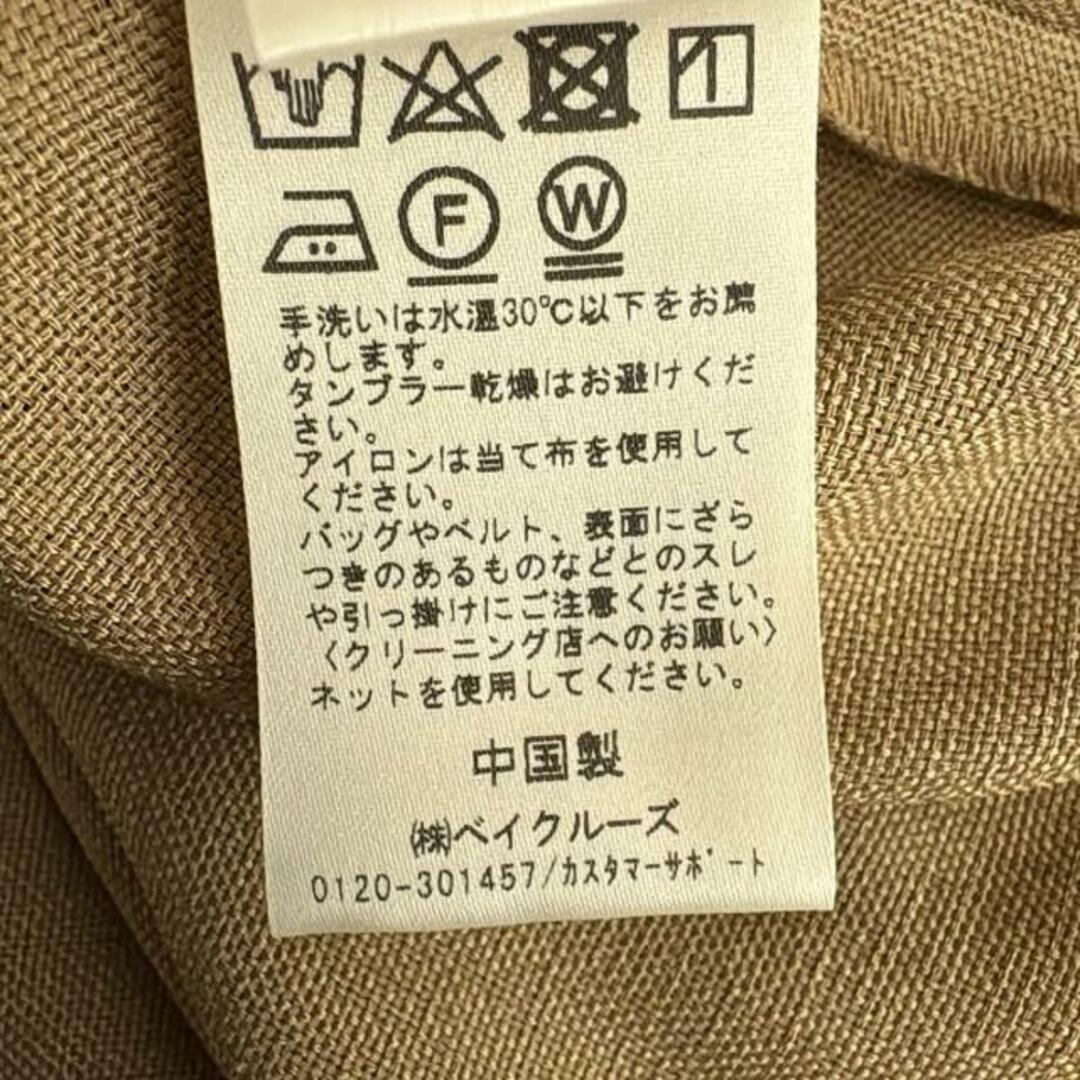 F W
手洗いは水温30℃以下をお薦
めします。
タンブラー乾燥はお避けくだ
さい。
アイロンは当て布を使用して
ください。
バッグやベルト、表面にざら
つきのあるものなどとのスレ
や引っ掛けにご注意ください。
〈クリーニング店へのお願い〉
ネットを使用してください。
中国製
㈱ベイクルーズ
0120-301457/カスタマーサポート